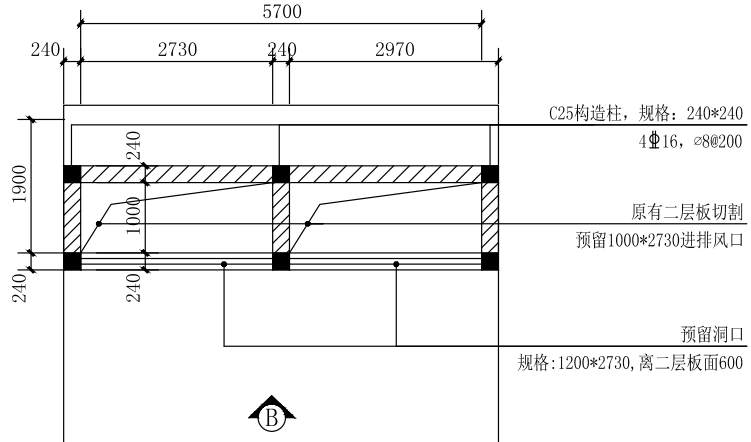 5700
240 2730 240 2970
C25构造柱，规格：240*240
4⏀16，∅8@200
240
1900
1000
原有二层板切割
预留1000*2730进排风口
240
240
预留洞口
规格:1200*2730,离二层板面600
B